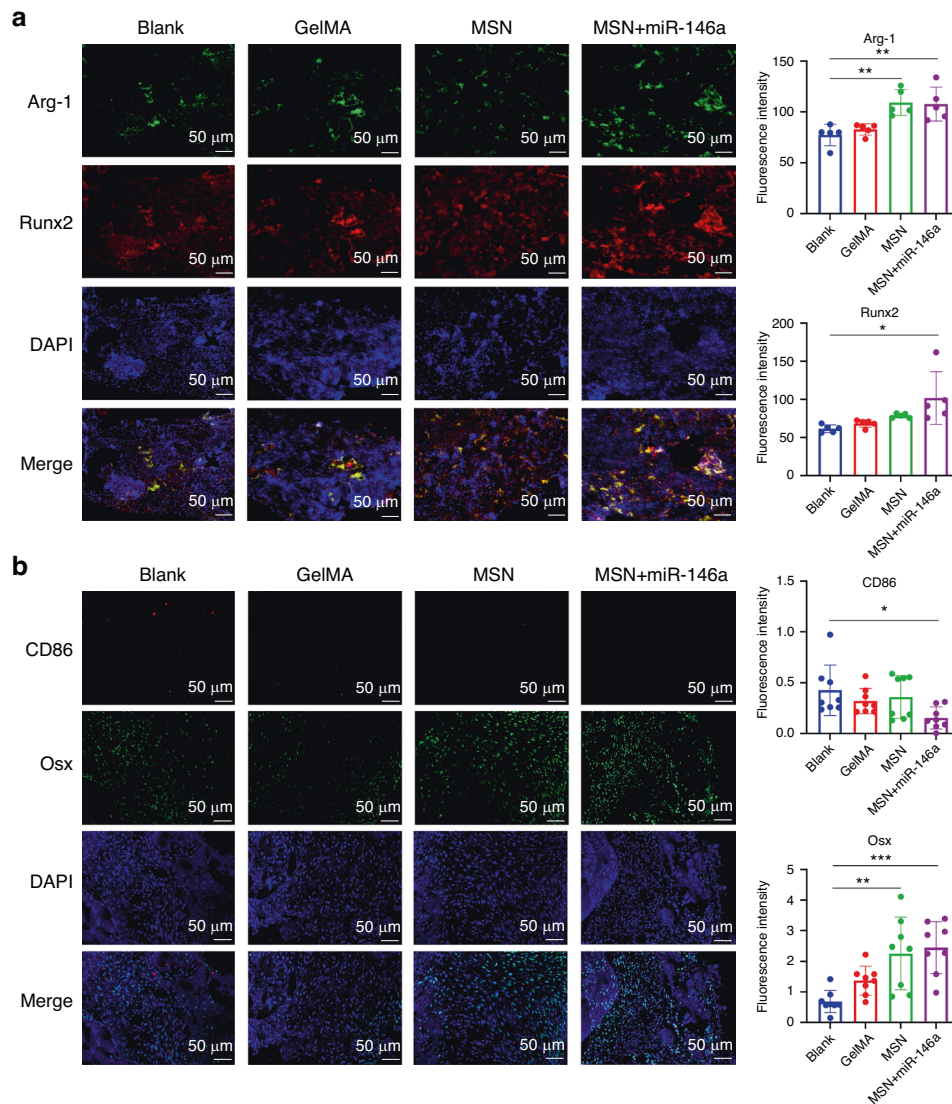 a
Blank GelMA MSN MSN+miR-146a
Arg-1
50 μm 50 μm 50 μm 50 μm
Runx2
50 μm 50 μm 50 μm 50 μm
DAPI
50 μm 50 μm 50 μm 50 μm
Merge
50 μm 50 μm 50 μm 50 μm
Arg-1
**
**
Fluorescence intensity
150
100
50
0
Blank
GelMA
MSN
MSN+miR-146a
Runx2
*
Fluorescence intensity
200
150
100
50
0
Blank
GelMA
MSN
MSN+miR-146a
b
Blank GelMA MSN MSN+miR-146a
CD86
50 μm 50 μm 50 μm 50 μm
Osx
50 μm 50 μm 50 μm 50 μm
DAPI
50 μm 50 μm 50 μm 50 μm
Merge
50 μm 50 μm 50 μm 50 μm
CD86
*
Fluorescence intensity
1.5
1.0
0.5
0.0
Blank
GelMA
MSN
MSN+miR-146a
Osx
***
**
Fluorescence intensity
5
4
3
2
1
0
Blank
GelMA
MSN
MSN+miR-146a